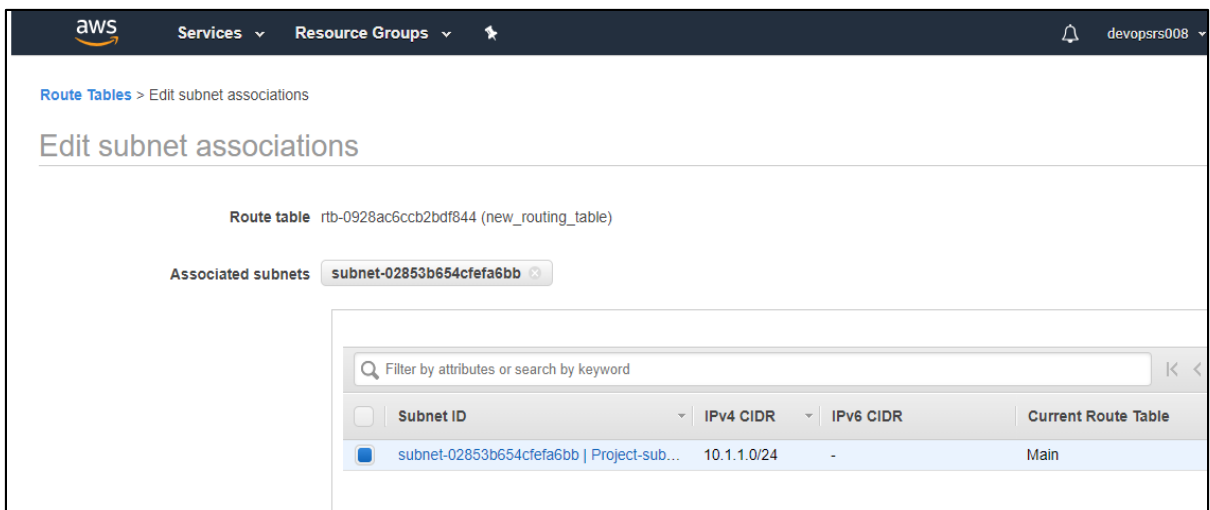 aws Services Resource Groups devopsrs008
Route Tables > Edit subnet associations
Edit subnet associations
Route table rtb-0928ac6ccb2bdf844 (new_routing_table)
Associated subnets subnet-02853b654cfefa6bb
Filter by attributes or search by keyword
Subnet ID IPv4 CIDR IPv6 CIDR Current Route Table
subnet-02853b654cfefa6bb | Project-sub... 10.1.1.0/24 - Main